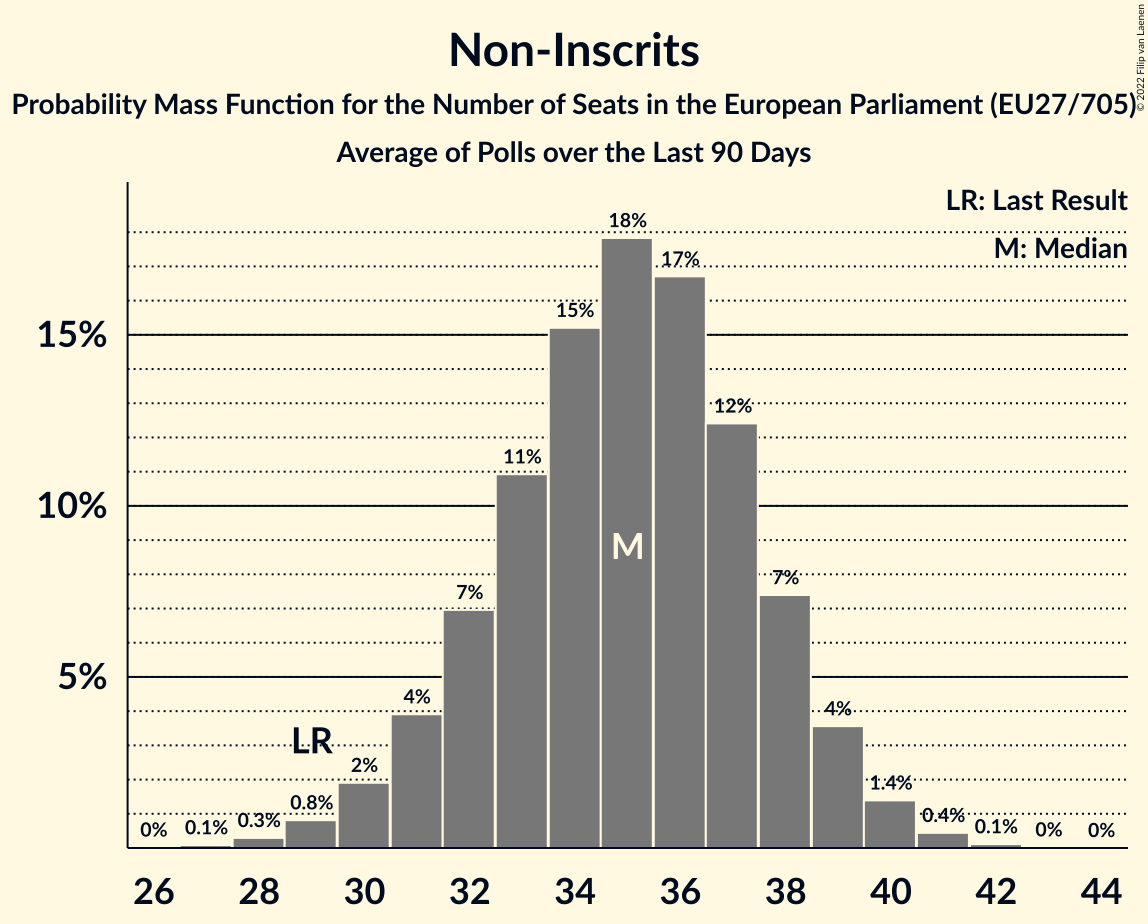 Non-Inscrits
Probability Mass Function for the Number of Seats in the European Parliament (EU27/705)
Average of Polls over the Last 90 Days
© 2022 Filip van Laenen
LR: Last Result
M: Median
15%
10%
5%
0%
0.1%
0.3%
0.8%
LR
2%
4%
7%
11%
15%
18%
M
17%
12%
7%
4%
1.4%
0.4%
0.1%
0%
0%
26 28 30 32 34 36 38 40 42 44